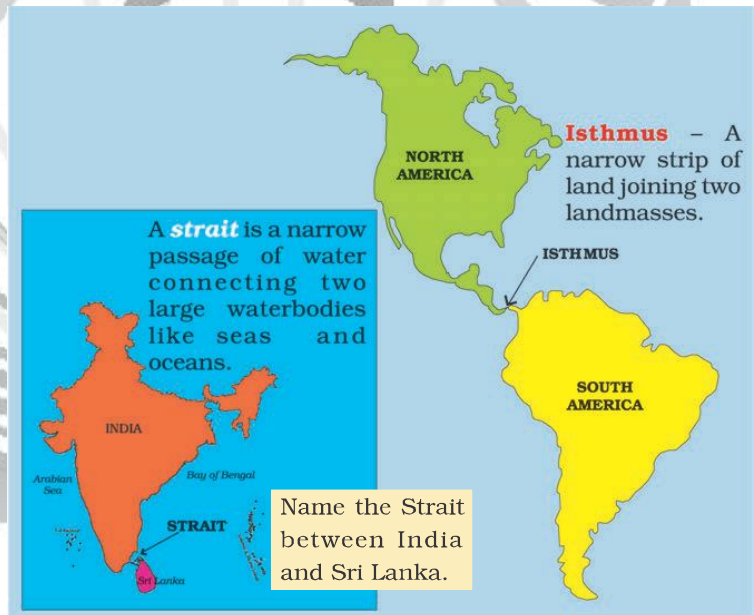 Isthmus – A
narrow strip of
land joining two
landmasses.
NORTH
AMERICA
ISTHMUS
SOUTH
AMERICA
A strait is a narrow
passage of water
connecting two
large waterbodies
like seas and
oceans.
INDIA
Arabian
Sea
Bay of Bengal
STRAIT
Sri Lanka
Name the Strait
between India
and Sri Lanka.